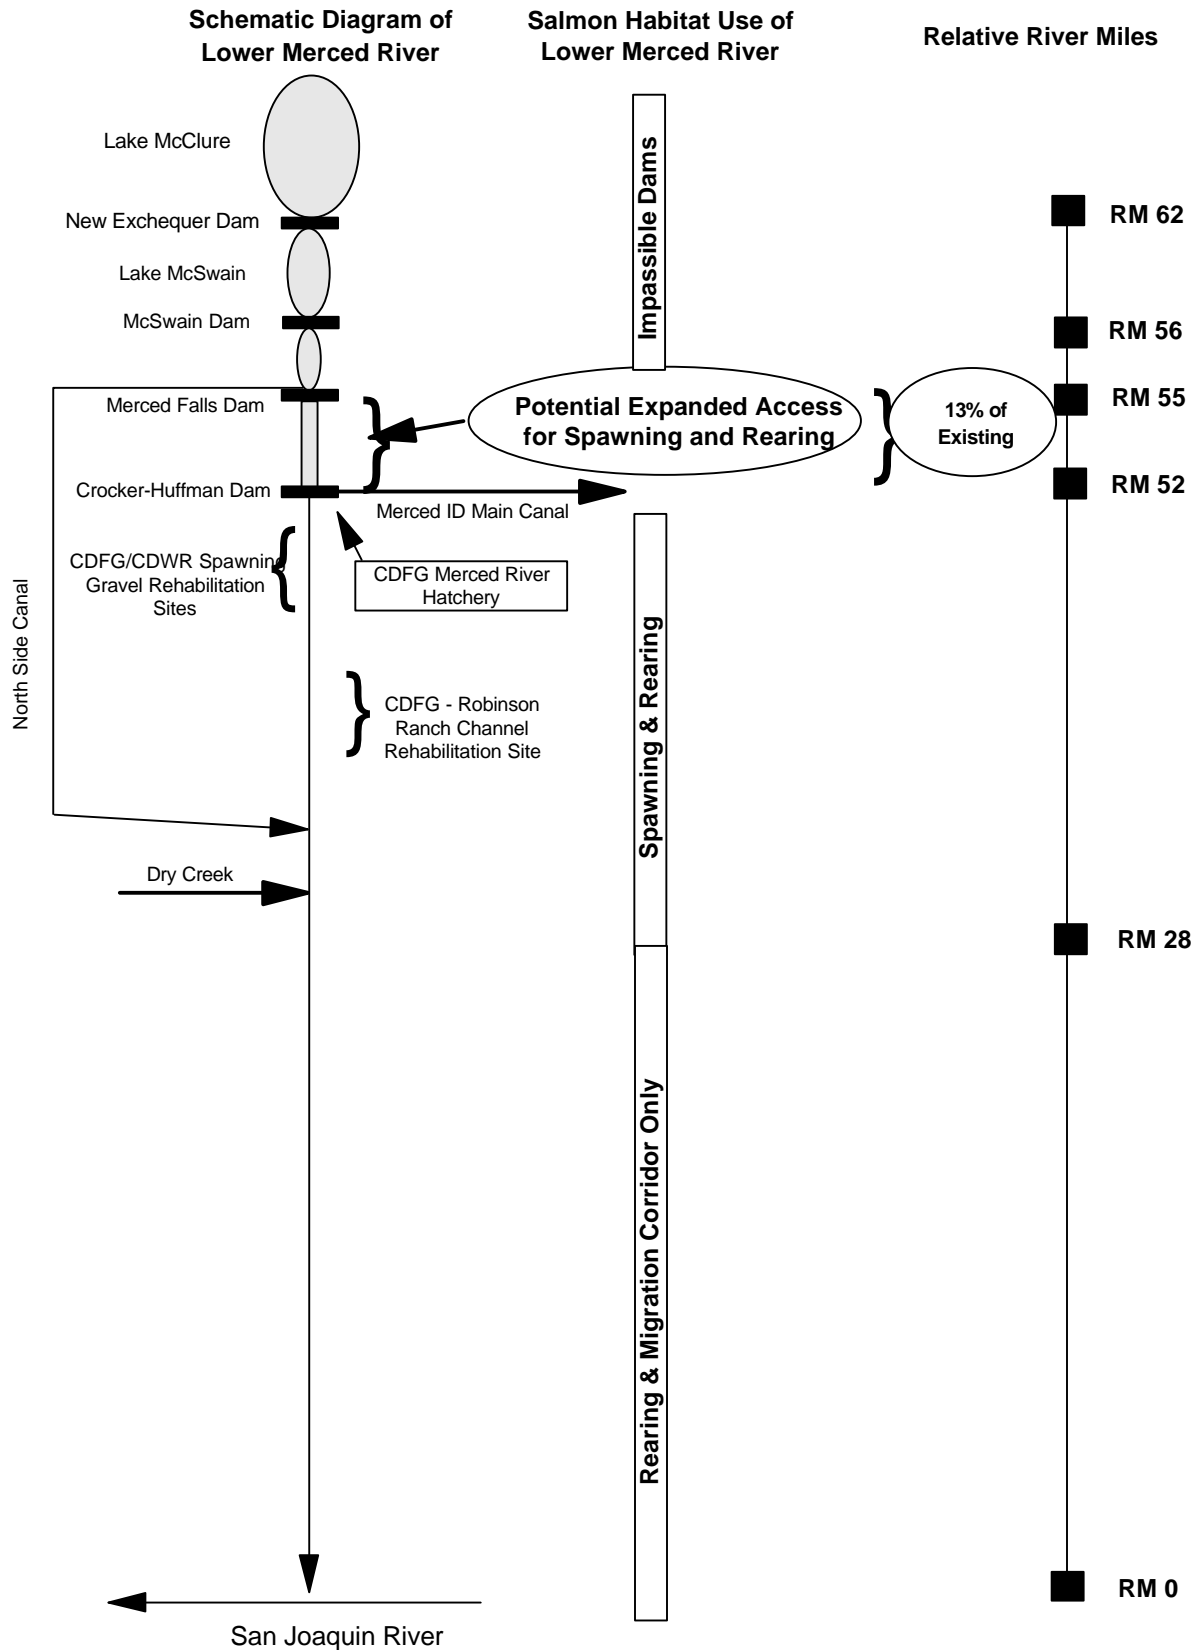 Schematic Diagram of
Lower Merced River
Salmon Habitat Use of
Lower Merced River
Relative River Miles
Lake McClure
New Exchequer Dam
Lake McSwain
McSwain Dam
Merced Falls Dam
Crocker-Huffman Dam
Merced ID Main Canal
CDFG/CDWR Spawning
Gravel Rehabilitation
Sites
CDFG Merced River
Hatchery
CDFG - Robinson
Ranch Channel
Rehabilitation Site
North Side Canal
Dry Creek
San Joaquin River
Impassible Dams
Potential Expanded Access
for Spawning and Rearing
Spawning & Rearing
Rearing & Migration Corridor Only
13% of
Existing
RM 62
RM 56
RM 55
RM 52
RM 28
RM 0